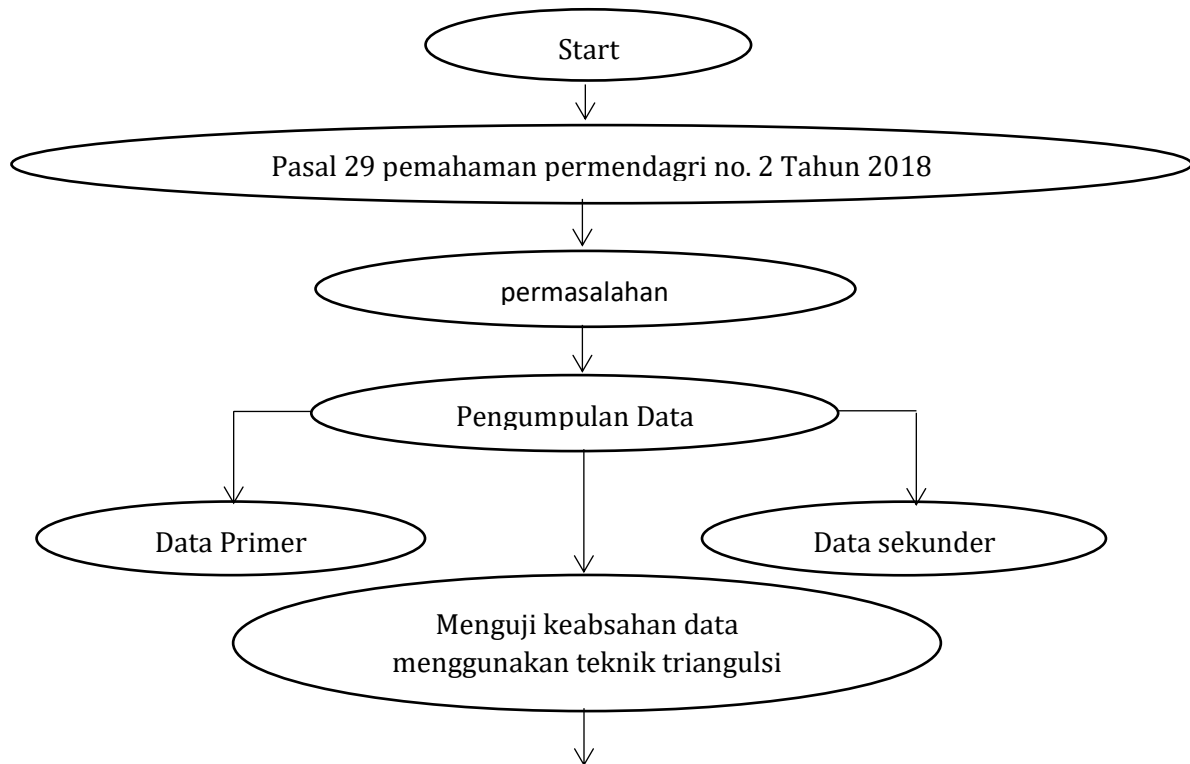 Start
Pasal 29 pemahaman permendagri no. 2 Tahun 2018
permasalahan
Pengumpulan Data
Data Primer
Data sekunder
Menguji keabsahan data
menggunakan teknik triangulsi